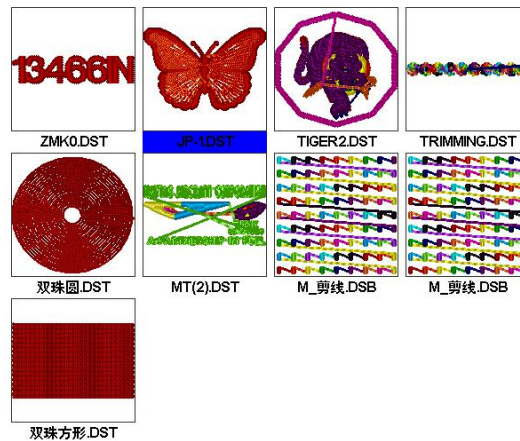 13466IN
ZMK0.DST
JP-1.DST
TIGER2.DST
TRIMMING.DST
双珠圆.DST
MT(2).DST
M_剪线.DSB
M_剪线.DSB
双珠方形.DST